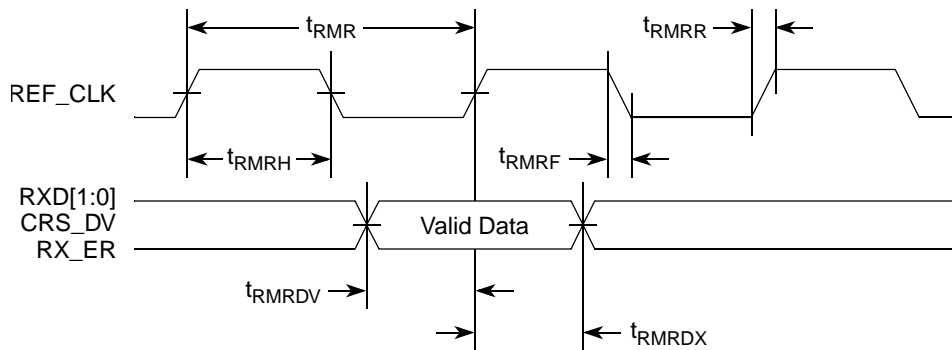 tRMR
tRMRR
REF_CLK
tRMRH
tRMRF
RXD[1:0]
CRS_DV
RX_ER
Valid Data
tRMRDV
tRMRDX